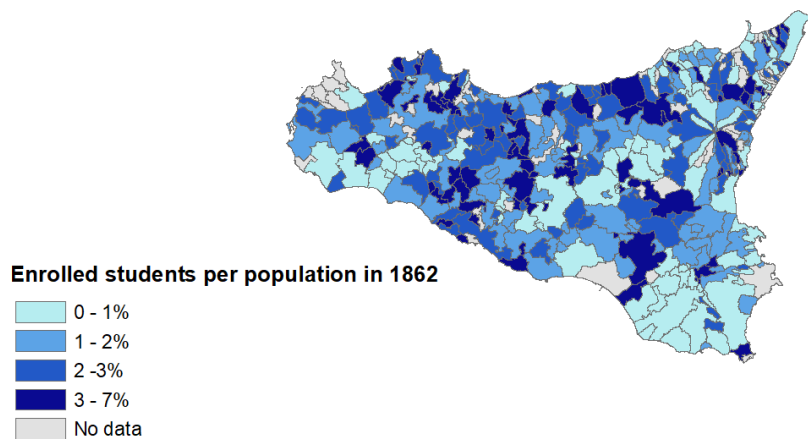 Enrolled students per population in 1862
0 - 1%
1 - 2%
2 -3%
3 - 7%
No data